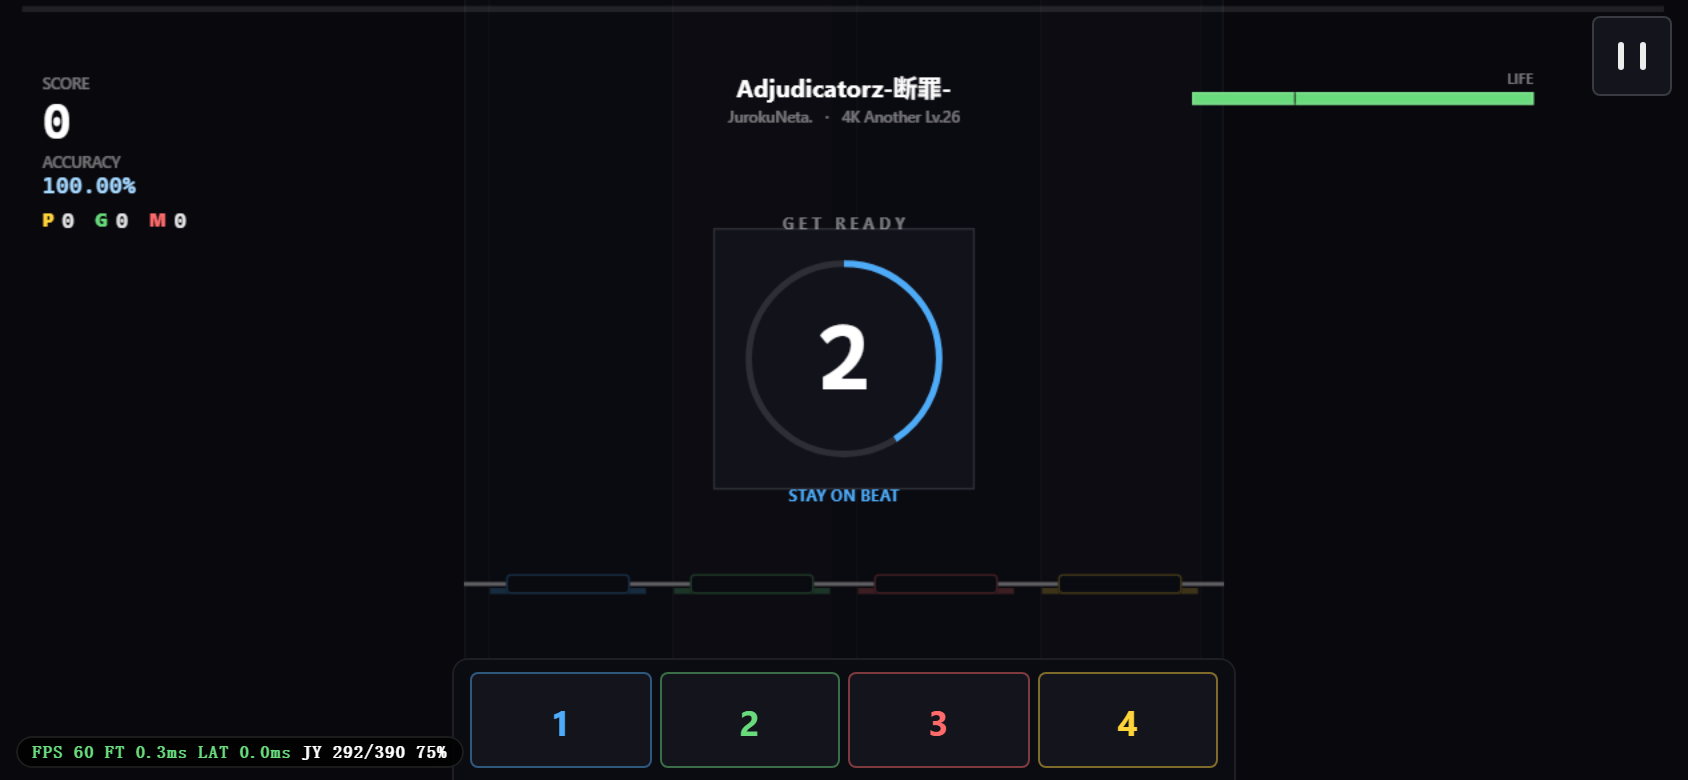 SCORE
0
ACCURACY
100.00%
P 0 G 0 M 0
Adjudicatorz-断罪-
JurokuNeta. · 4K Another Lv.26
LIFE
GET READY
2
STAY ON BEAT
1
2
3
4
FPS 60 FT 0.3ms LAT 0.0ms JY 292/390 75%